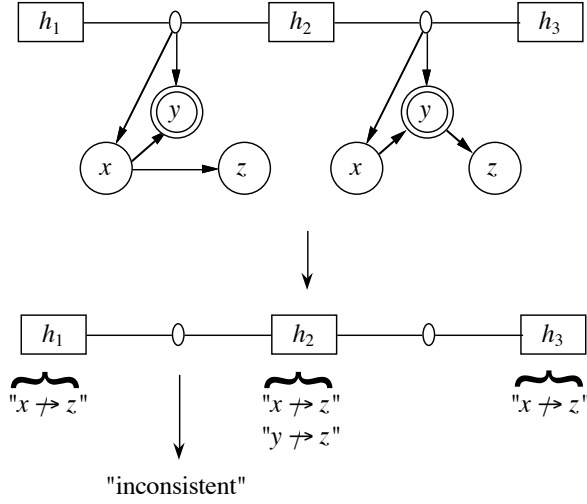 h₁ h₂ h₃
y y
x z x z
h₁ h₂ h₃
"x ↛ z" "x ↛ z" "x ↛ z"
"y ↛ z"
"inconsistent"